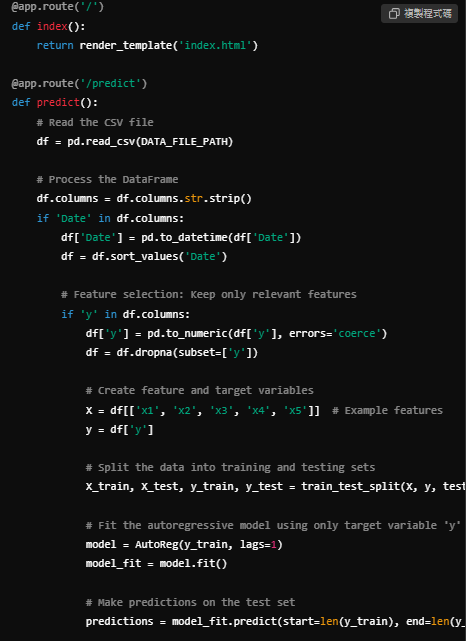 @app.route('/')
複製程式碼
def index():
    return render_template('index.html')

@app.route('/predict')
def predict():
    # Read the CSV file
    df = pd.read_csv(DATA_FILE_PATH)

    # Process the DataFrame
    df.columns = df.columns.str.strip()
    if 'Date' in df.columns:
        df['Date'] = pd.to_datetime(df['Date'])
        df = df.sort_values('Date')

        # Feature selection: Keep only relevant features
        if 'y' in df.columns:
            df['y'] = pd.to_numeric(df['y'], errors='coerce')
            df = df.dropna(subset=['y'])

            # Create feature and target variables
            X = df[['x1', 'x2', 'x3', 'x4', 'x5']]  # Example features
            y = df['y']

            # Split the data into training and testing sets
            X_train, X_test, y_train, y_test = train_test_split(X, y, test

            # Fit the autoregressive model using only target variable 'y'
            model = AutoReg(y_train, lags=1)
            model_fit = model.fit()

            # Make predictions on the test set
            predictions = model_fit.predict(start=len(y_train), end=len(y_